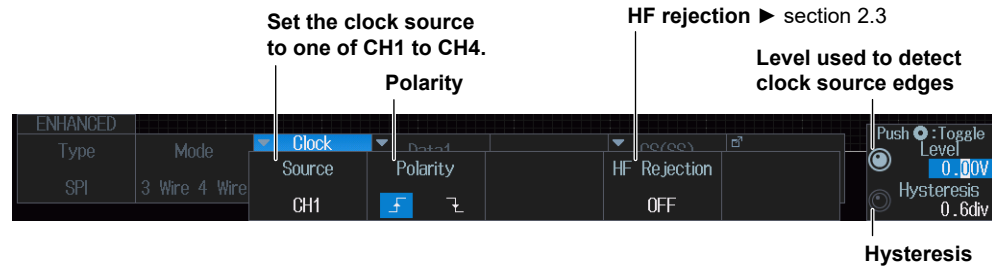 Set the clock source
to one of CH1 to CH4.
HF rejection ► section 2.3
Polarity
Level used to detect
clock source edges
ENHANCED
Type
SPI
Mode
3 Wire 4 Wire
Clock
Data1
CS(SS)
Source
CH1
Polarity
HF Rejection
OFF
Push :Toggle
Level
0.00V
Hysteresis
0.6div
Hysteresis